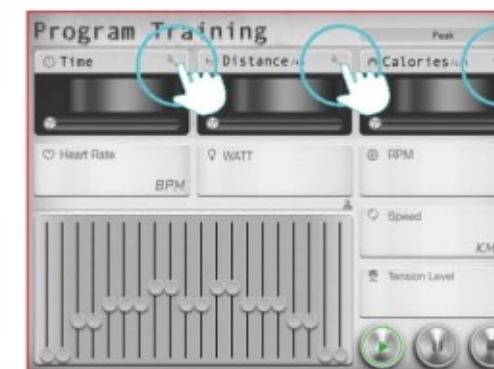 Program Training
Peak
Time
Distance
Calories
Heart Rate
BPM
WATT
RPM
Speed
KM
Tension Level